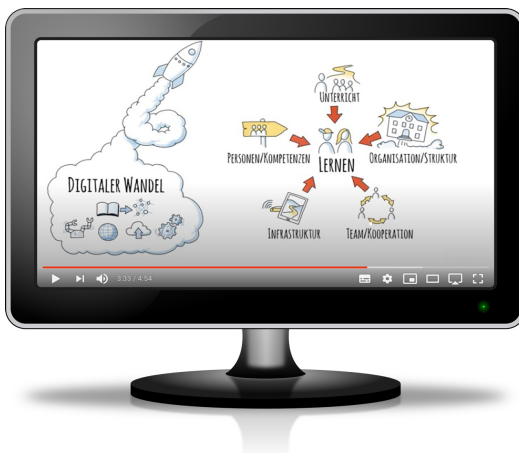 UNTERRICHT
PERSONEN/KOMPETENZEN
LERNEN
ORGANISATION/STRUKTUR
DIGITALER WANDEL
INFRASTRUKTUR
TEAM/KOOPERATION
3:33 / 4:54